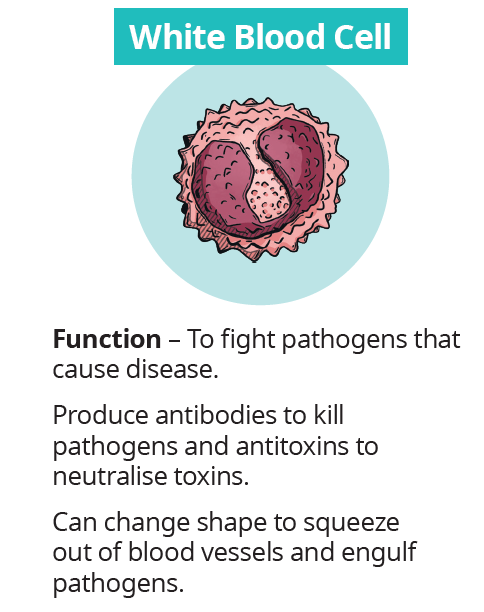 White Blood Cell
Function – To fight pathogens that
cause disease.
Produce antibodies to kill
pathogens and antitoxins to
neutralise toxins.
Can change shape to squeeze
out of blood vessels and engulf
pathogens.